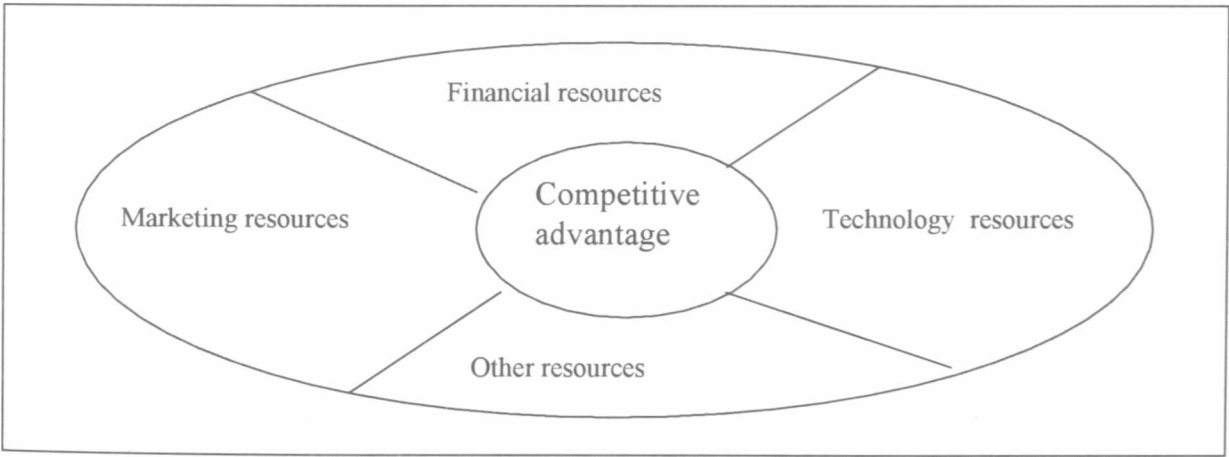 Financial resources
Competitive
advantage
Marketing resources
Technology resources
Other resources